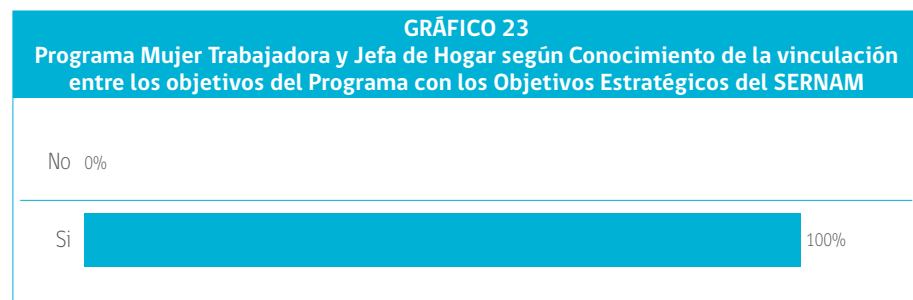 GRÁFICO 23
Programa Mujer Trabajadora y Jefa de Hogar según Conocimiento de la vinculación
entre los objetivos del Programa con los Objetivos Estratégicos del SERNAM
No 0%
Si 100%